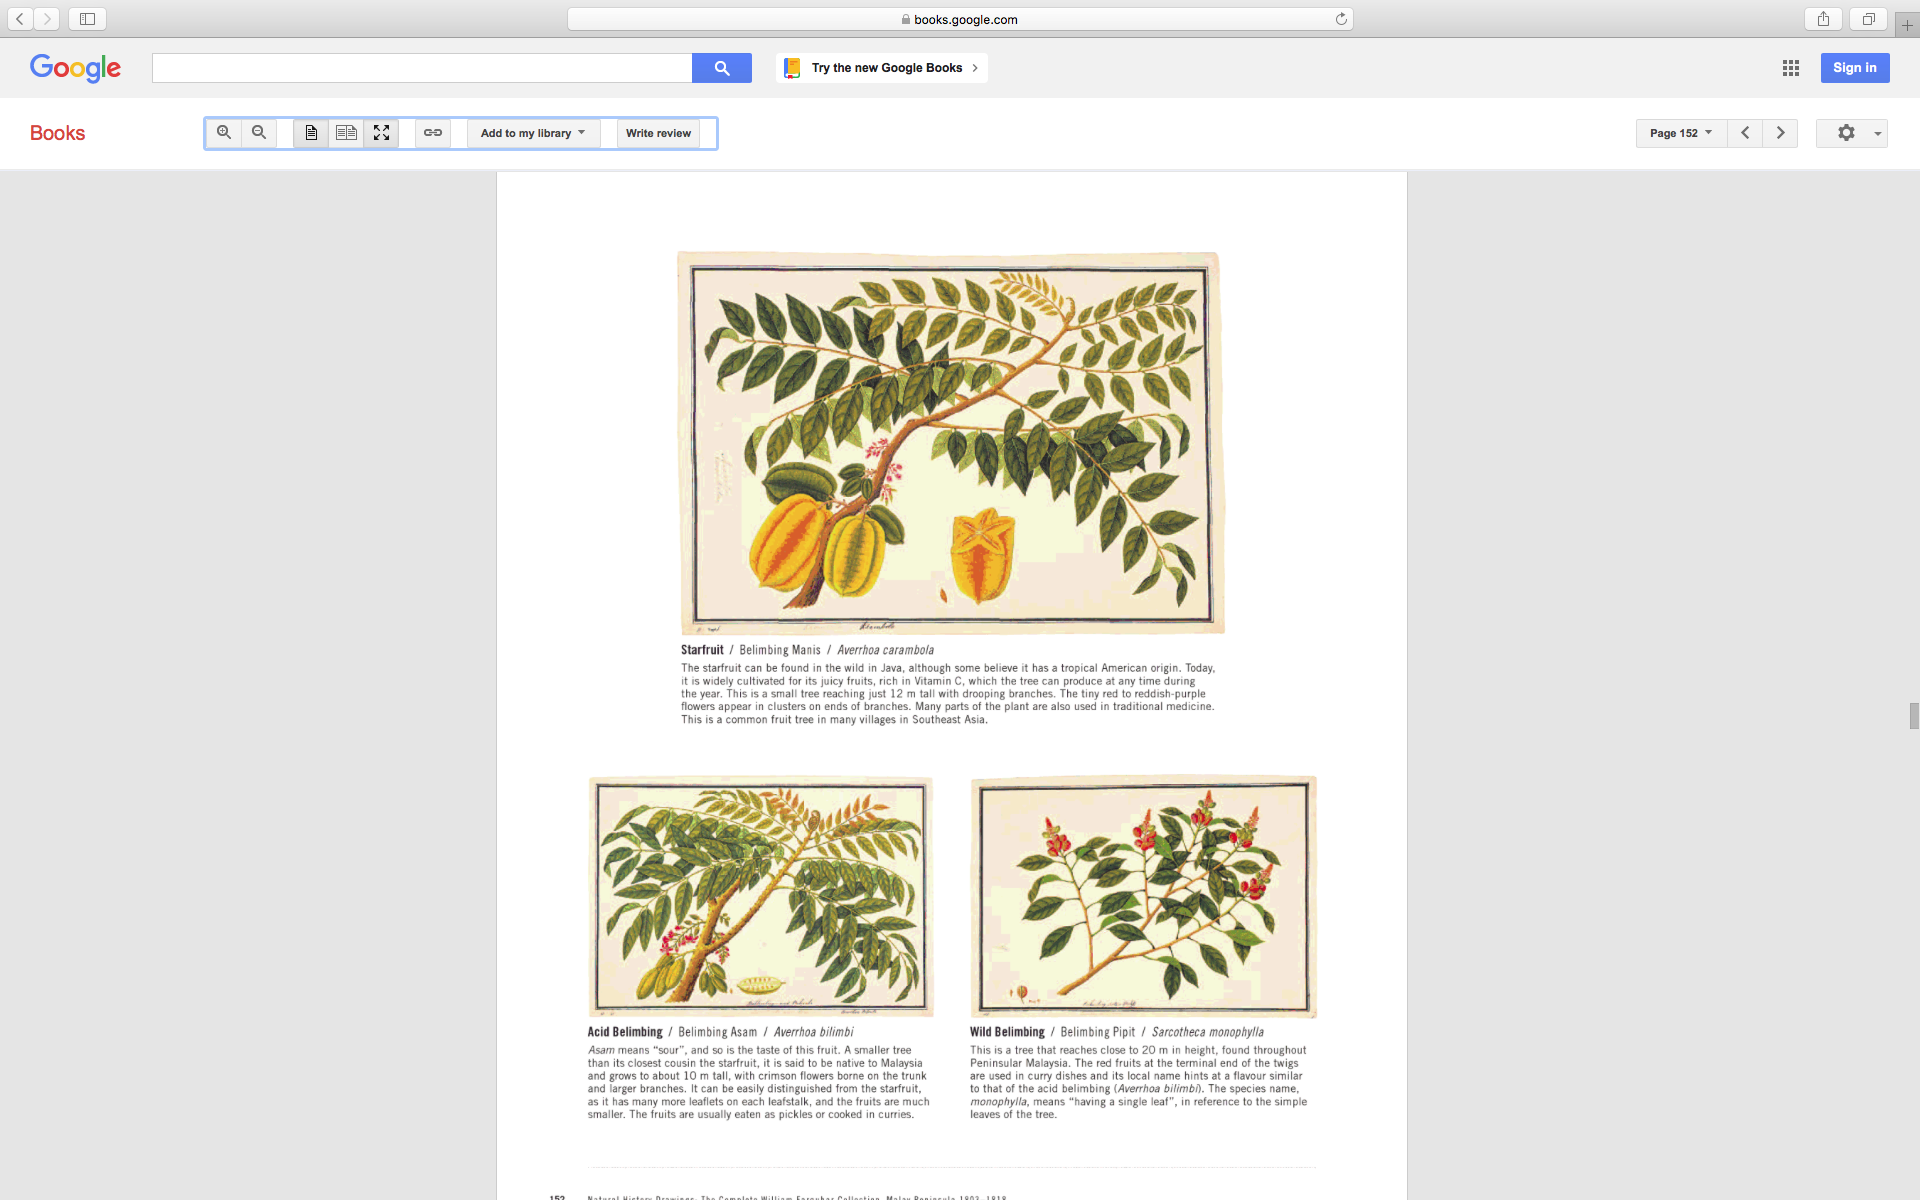 books.google.com
Google
Try the new Google Books
Sign in
Books
Add to my library
Write review
Page 152
Starfruit / Belimbing Manis / Averrhoa carambola
The starfruit can be found in the wild in Java, although some believe it has a tropical American origin. Today,
it is widely cultivated for its juicy fruits, rich in Vitamin C, which the tree can produce at any time during
the year. This is a small tree reaching just 12 m tall with drooping branches. The tiny red to reddish-purple
flowers appear in clusters on ends of branches. Many parts of the plant are also used in traditional medicine.
This is a common fruit tree in many villages in Southeast Asia.
Acid Belimbing / Belimbing Asam / Averrhoa bilimbi
Asam means “sour”, and so is the taste of this fruit. A smaller tree
than its closest cousin the starfruit, it is said to be native to Malaysia
and grows to about 10 m tall, with crimson flowers borne on the trunk
and larger branches. It can be easily distinguished from the starfruit,
as it has many more leaflets on each leafstalk, and the fruits are much
smaller. The fruits are usually eaten as pickles or cooked in curries.
Wild Belimbing / Belimbing Pipit / Sarcotheca monophylla
This is a tree that reaches close to 20 m in height, found throughout
Peninsular Malaysia. The red fruits at the terminal end of the twigs
are used in curry dishes and its local name hints at a flavour similar
to that of the acid belimbing (Averrhoa bilimbi). The species name,
monophylla, means “having a single leaf”, in reference to the simple
leaves of the tree.
152 Natural History Drawings: The Complete William Farquhar Collection, Malay Peninsula 1803–1818